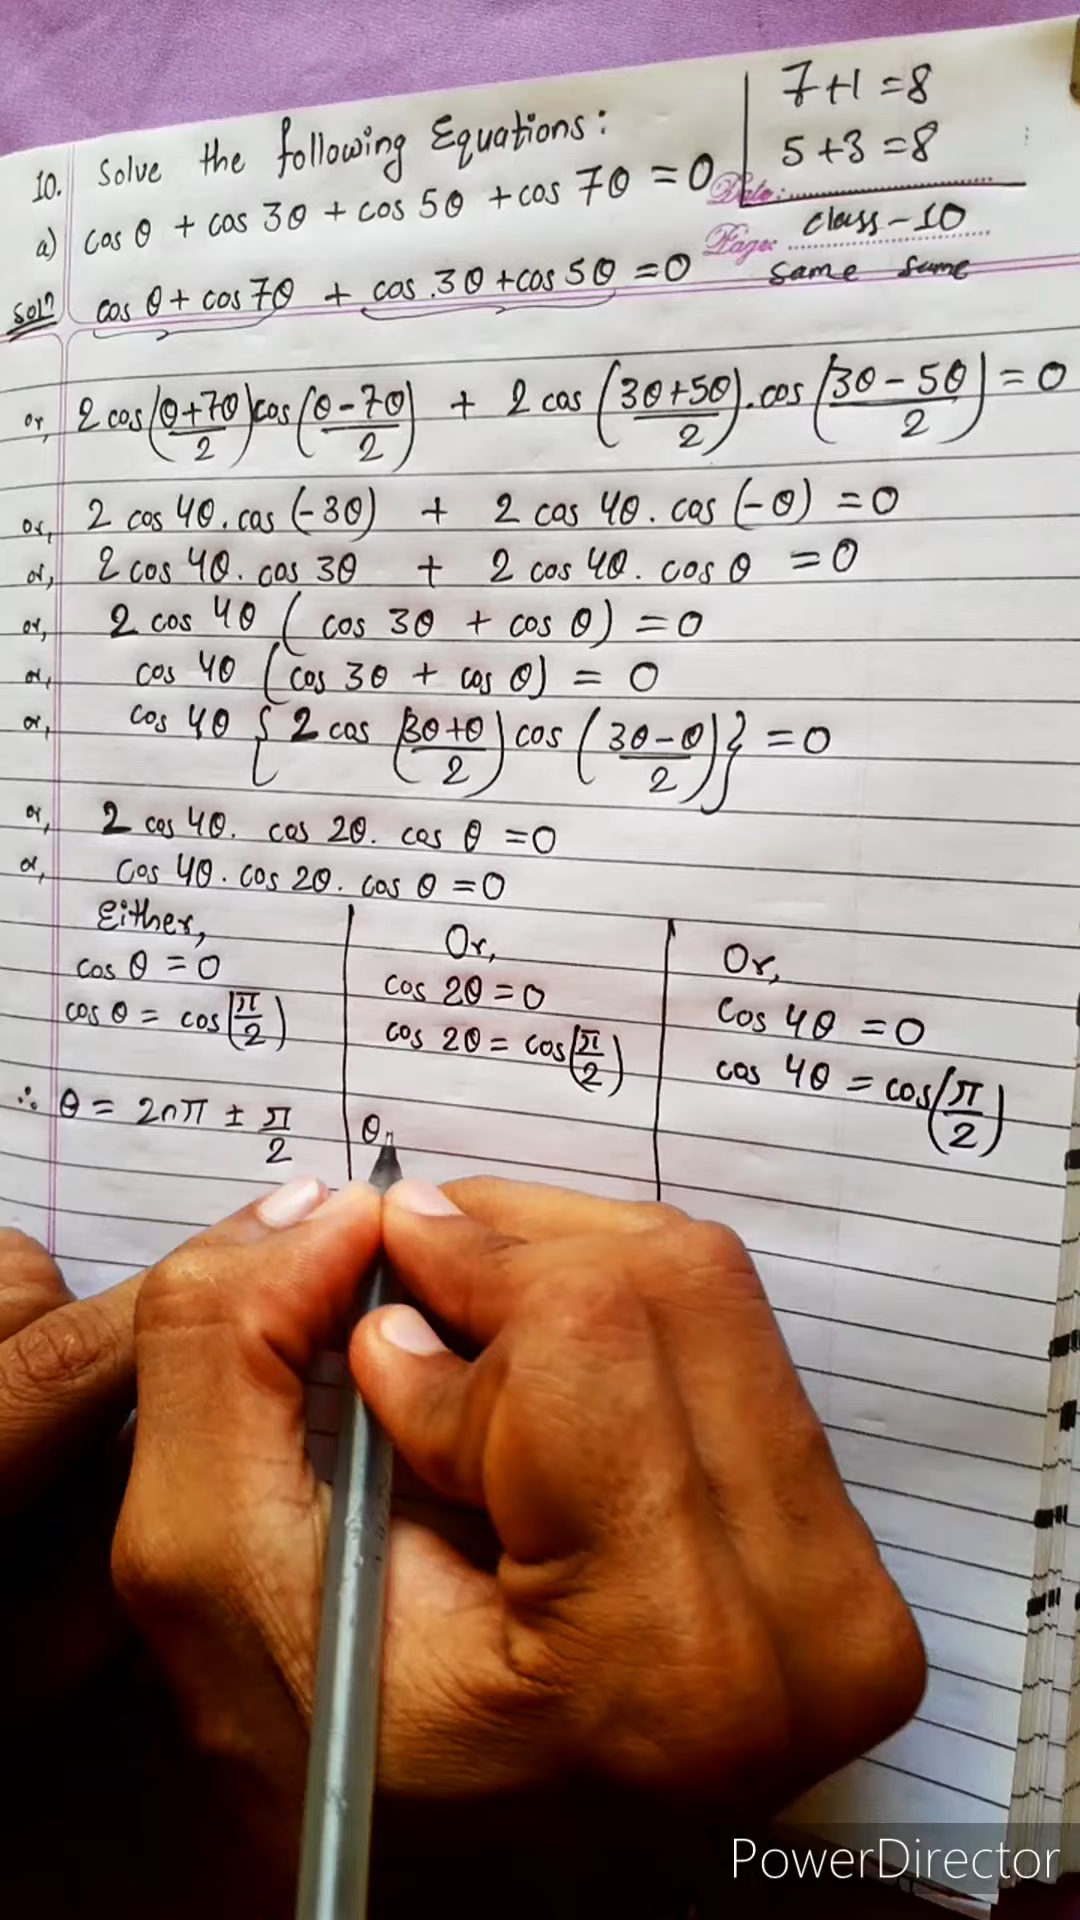 7+1=8
5+3=8
10. Solve the following Equations:
a) cos θ + cos 3θ + cos 5θ + cos 7θ = 0
Date:
Page: class-10
same same
Solⁿ cos θ + cos 7θ + cos 3θ + cos 5θ = 0
or, 2 cos((θ+7θ)/2) cos((θ-7θ)/2) + 2 cos((3θ+5θ)/2). cos((3θ-5θ)/2) = 0
or, 2 cos 4θ. cos (-3θ) + 2 cos 4θ. cos (-θ) = 0
or, 2 cos 4θ. cos 3θ + 2 cos 4θ. cos θ = 0
or, 2 cos 4θ (cos 3θ + cos θ) = 0
or, cos 4θ (cos 3θ + cos θ) = 0
or, cos 4θ {2 cos((3θ+θ)/2) cos((3θ-θ)/2)} = 0
or, 2 cos 4θ. cos 2θ. cos θ = 0
or, cos 4θ. cos 2θ. cos θ = 0
Either,
cos θ = 0
cos θ = cos(π/2)
∴ θ = 2nπ ± π/2
Or,
cos 2θ = 0
cos 2θ = cos(π/2)
θ
Or,
cos 4θ = 0
cos 4θ = cos(π/2)
PowerDirector